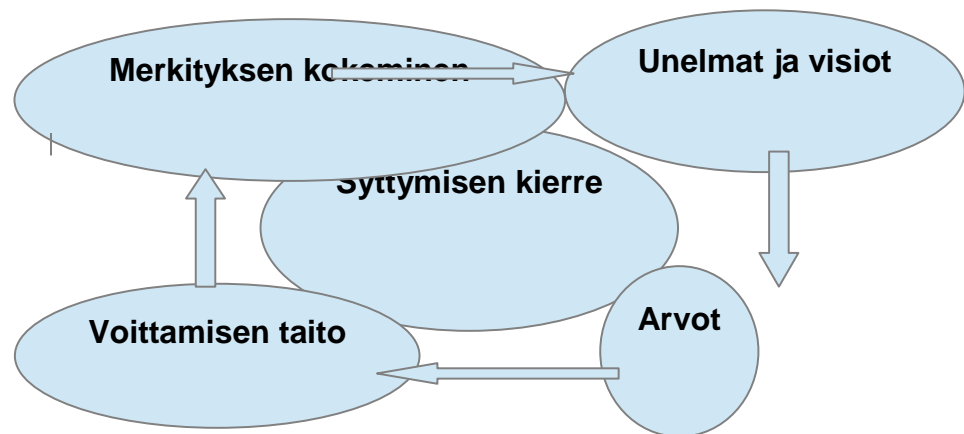 Merkityksen kokeminen
Unelmat ja visiot
Syttymisen kierre
Voittamisen taito
Arvot